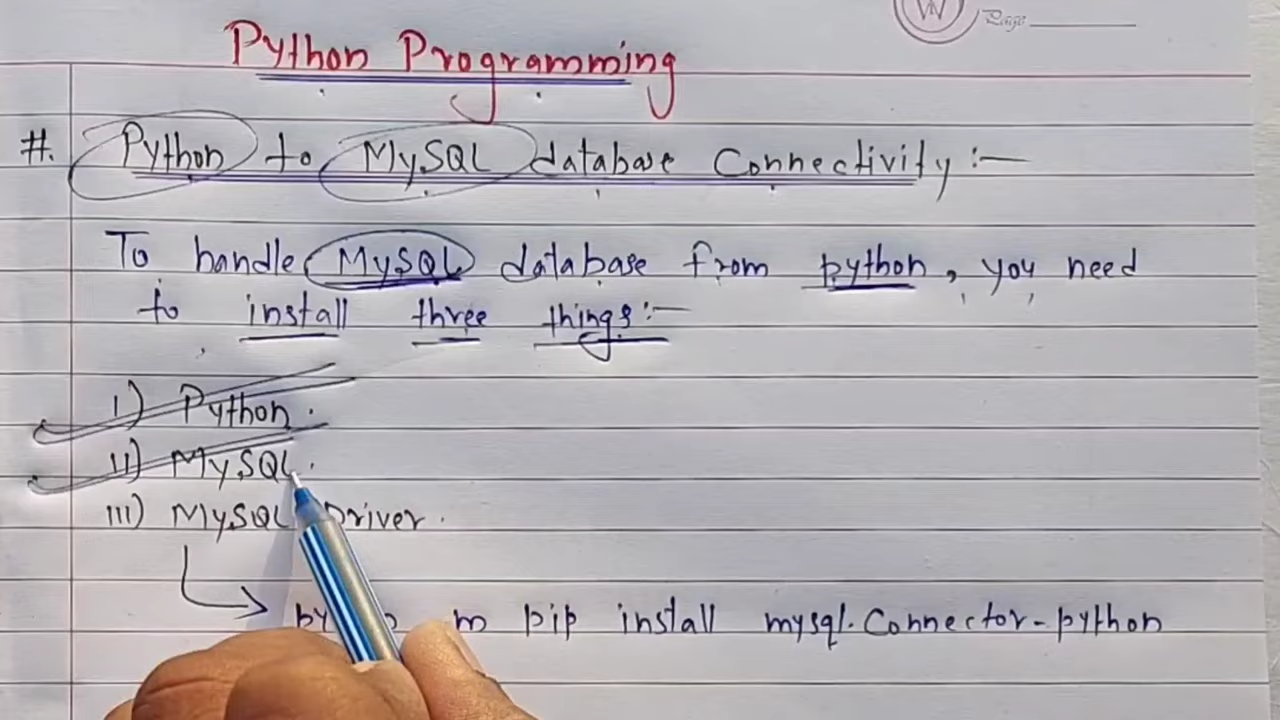 Page
Python Programming
#. Python to MySQL database Connectivity :-
To handle MySQL database from python, you need
to install three things :-
i) Python.
ii) MySQL.
iii) MySQL Driver.
m pip install mysql.Connector-python